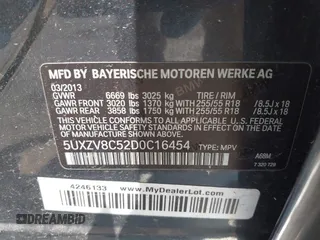 MFD BY BAYERISCHE MOTOREN WERKE AG
03/2013
GVWR 6669 lbs 3025 kg TIRE / RIM
GAWR FRONT 3020 lbs 1370 kg WITH 255/55 R18 / 8.5J x 18
GAWR REAR 3858 lbs 1750 kg WITH 255/55 R18 / 8.5J x 18
THIS VEHICLE CONFORMS TO ALL APPLICABLE U.S. FEDERAL MOTOR VEHICLE SAFETY STANDARDS IN EFFECT ON THE DATE OF MANUFACTURE SHOWN ABOVE.
5UXZV8C52D0C16454 TYPE: MPV
A68M
4246133
www.MyDealerLot.com
DREAMBID